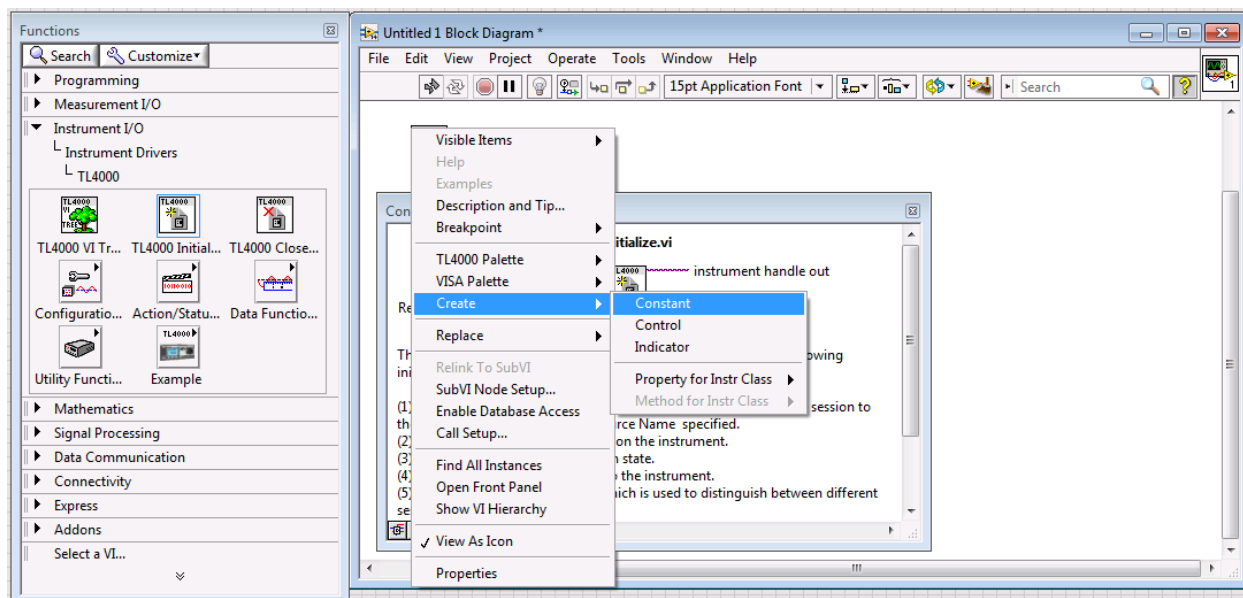 Functions
Search Customize
Programming
Measurement I/O
Instrument I/O
Instrument Drivers
TL4000
TL4000 VI TREE
TL4000
TL4000
TL4000 VI Tr... TL4000 Initial... TL4000 Close...
Configuratio... Action/Statu... Data Functio...
TL4000
Utility Functi... Example
Mathematics
Signal Processing
Data Communication
Connectivity
Express
Addons
Select a VI...
Untitled 1 Block Diagram *
File Edit View Project Operate Tools Window Help
15pt Application Font Search
1
Visible Items
Help
Examples
Description and Tip...
Breakpoint
TL4000 Palette
VISA Palette
Create
Replace
Relink To SubVI
SubVI Node Setup...
Enable Database Access
Call Setup...
Find All Instances
Open Front Panel
Show VI Hierarchy
View As Icon
Properties
Constant
Control
Indicator
Property for Instr Class
Method for Instr Class
Con
itialize.vi
L4000 instrument handle out
Re
Th owing
ini
(1) session to
the rce Name specified.
(2) on the instrument.
(3) n state.
(4) the instrument.
(5) ich is used to distinguish between different
se